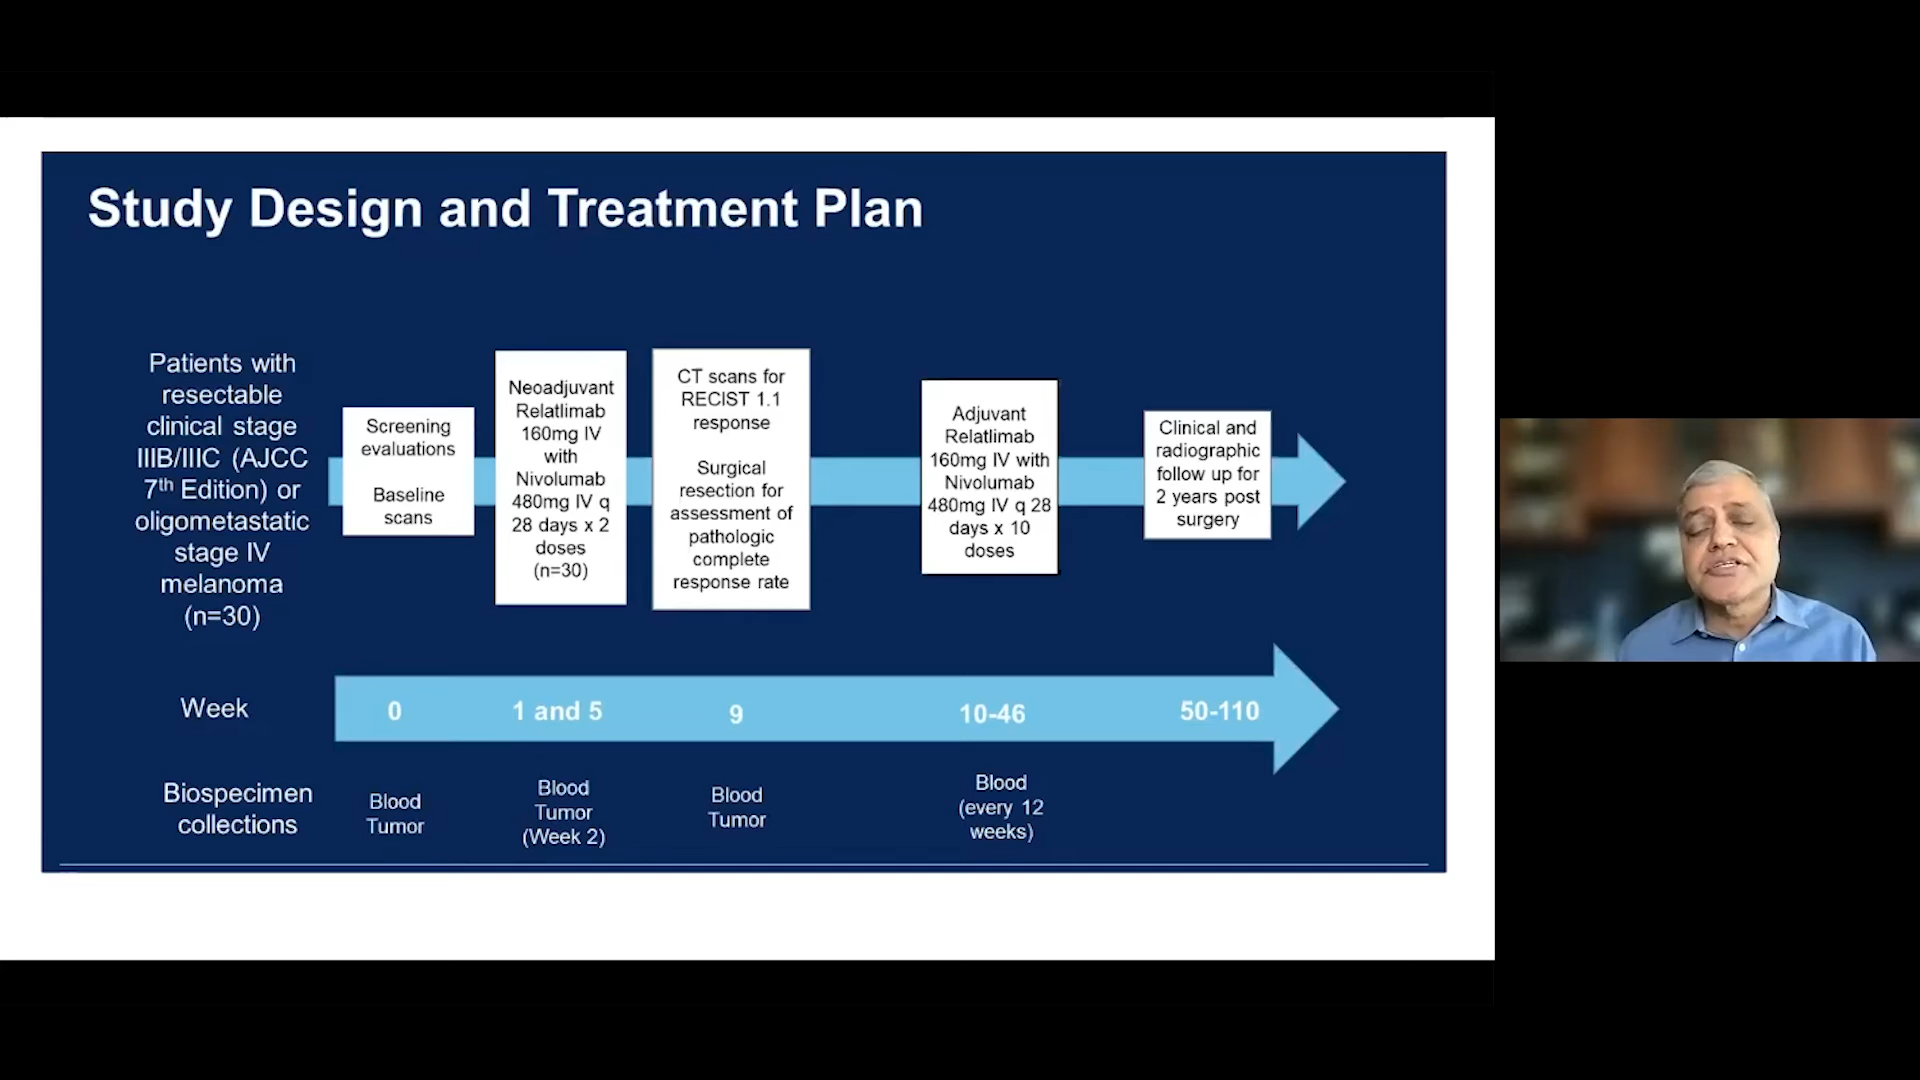 Study Design and Treatment Plan
Patients with
resectable
clinical stage
IIIB/IIIC (AJCC
7th Edition) or
oligometastatic
stage IV
melanoma
(n=30)
Screening
evaluations
Baseline
scans
Neoadjuvant
Relatlimab
160mg IV
with
Nivolumab
480mg IV q
28 days x 2
doses
(n=30)
CT scans for
RECIST 1.1
response
Surgical
resection for
assessment of
pathologic
complete
response rate
Adjuvant
Relatlimab
160mg IV with
Nivolumab
480mg IV q 28
days x 10
doses
Clinical and
radiographic
follow up for
2 years post
surgery
Week
0
1 and 5
9
10-46
50-110
Biospecimen
collections
Blood
Tumor
Blood
Tumor
(Week 2)
Blood
Tumor
Blood
(every 12
weeks)